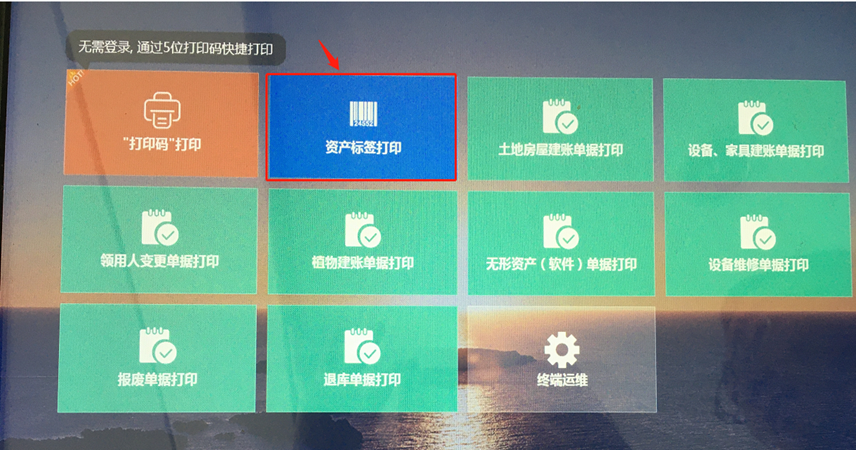 无需登录, 通过5位打印码快捷打印
HOT
"打印码"打印
资产标签打印
土地房屋建账单据打印
设备、家具建账单据打印
领用人变更单据打印
植物建账单据打印
无形资产（软件）单据打印
设备维修单据打印
报废单据打印
退库单据打印
终端运维